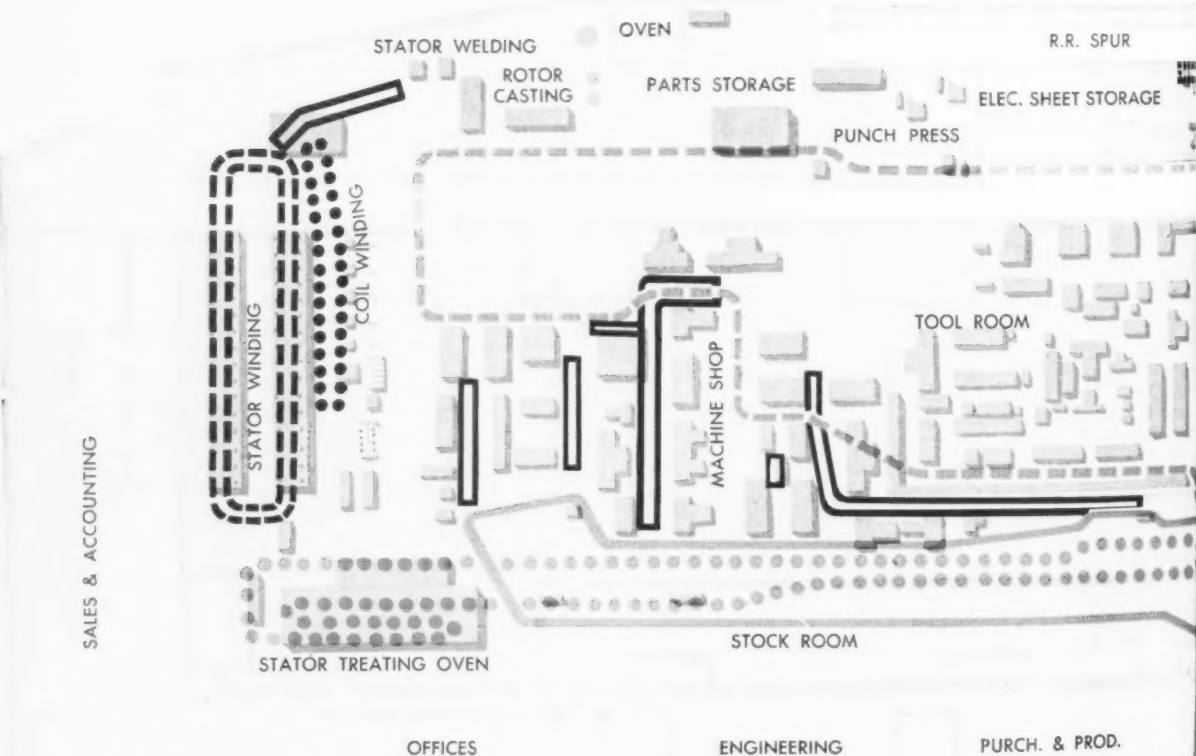 STATOR WELDING
OVEN
R.R. SPUR
ROTOR
CASTING
PARTS STORAGE
ELEC. SHEET STORAGE
PUNCH PRESS
COIL WINDING
STATOR WINDING
TOOL ROOM
MACHINE SHOP
SALES & ACCOUNTING
STOCK ROOM
STATOR TREATING OVEN
OFFICES
ENGINEERING
PURCH. & PROD.